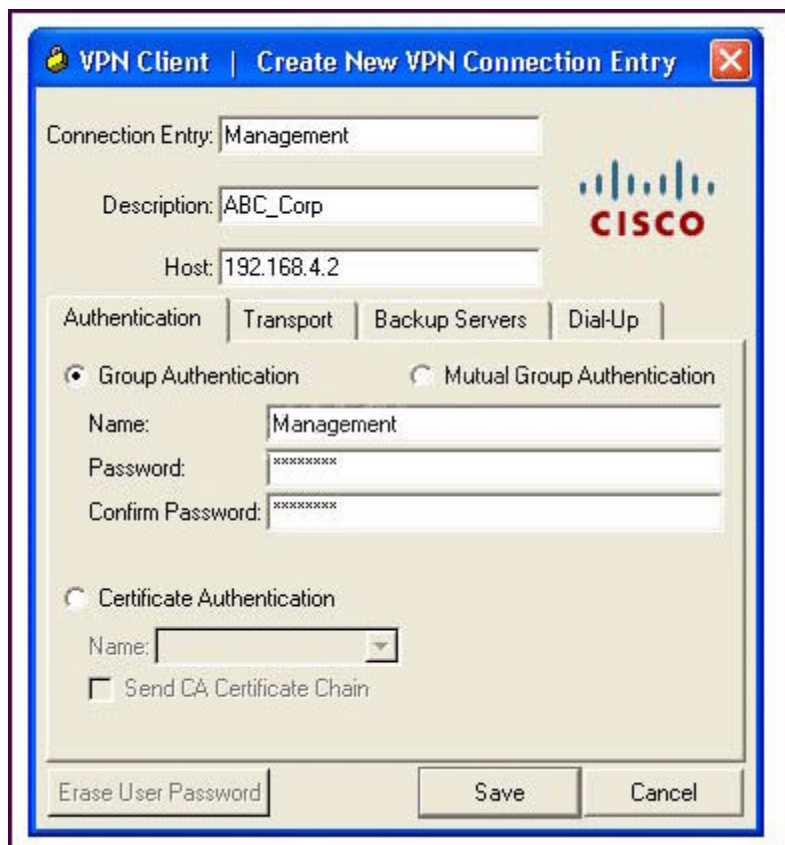 VPN Client | Create New VPN Connection Entry
Connection Entry: Management
Description: ABC_Corp
CISCO
Host: 192.168.4.2
Authentication Transport Backup Servers Dial-Up
Group Authentication Mutual Group Authentication
Name: Management
Password: ********
Confirm Password: ********
Certificate Authentication
Name:
Send CA Certificate Chain
Erase User Password Save Cancel